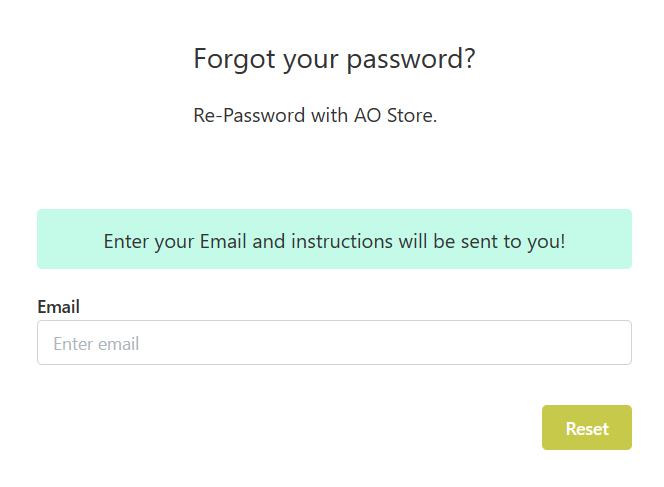 Forgot your password?
Re-Password with AO Store.
Enter your Email and instructions will be sent to you!
Email
Enter email
Reset